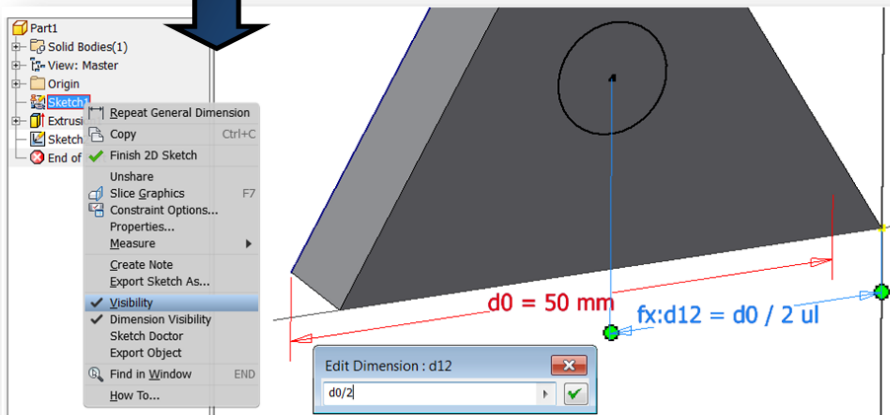 Part1
Solid Bodies(1)
View: Master
Origin
Sketch1
Extrusi
Sketch
End of
Repeat General Dimension
Copy Ctrl+C
Finish 2D Sketch
Unshare
Slice Graphics F7
Constraint Options...
Properties...
Measure
Create Note
Export Sketch As...
Visibility
Dimension Visibility
Sketch Doctor
Export Object
Find in Window END
How To...
d0 = 50 mm
fx:d12 = d0 / 2 ul
Edit Dimension : d12
d0/2